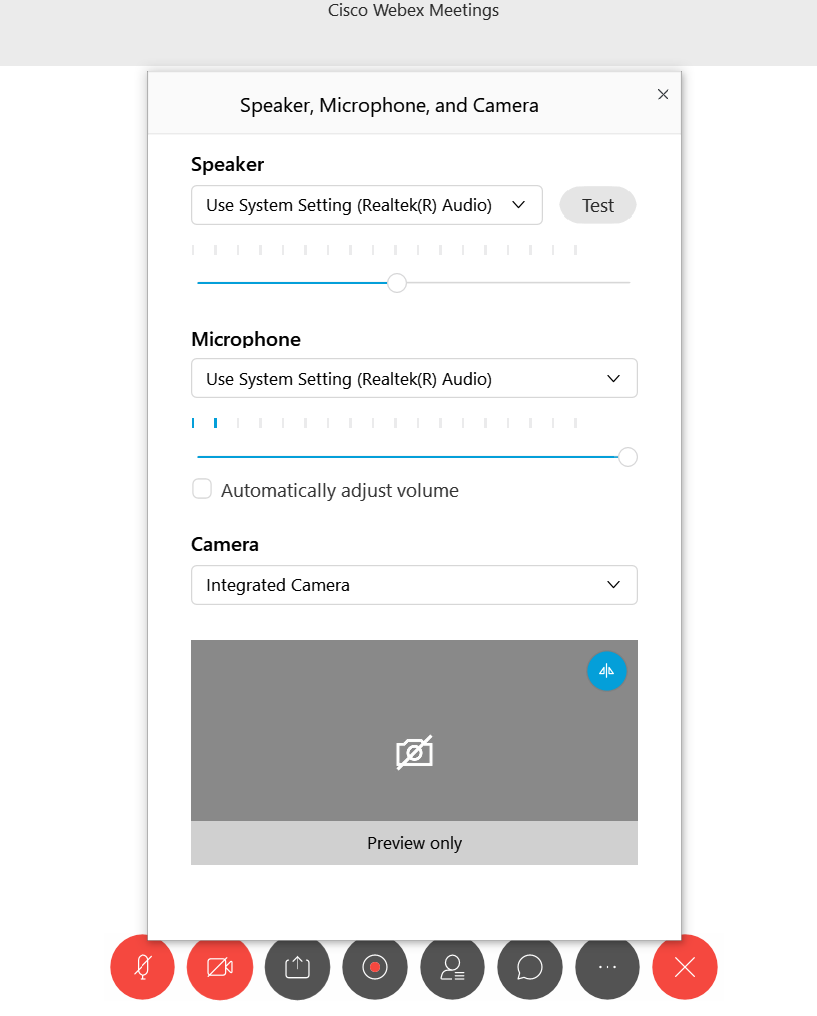 Cisco Webex Meetings
Speaker, Microphone, and Camera
Speaker
Use System Setting (Realtek(R) Audio)
Test
Microphone
Use System Setting (Realtek(R) Audio)
Automatically adjust volume
Camera
Integrated Camera
Preview only